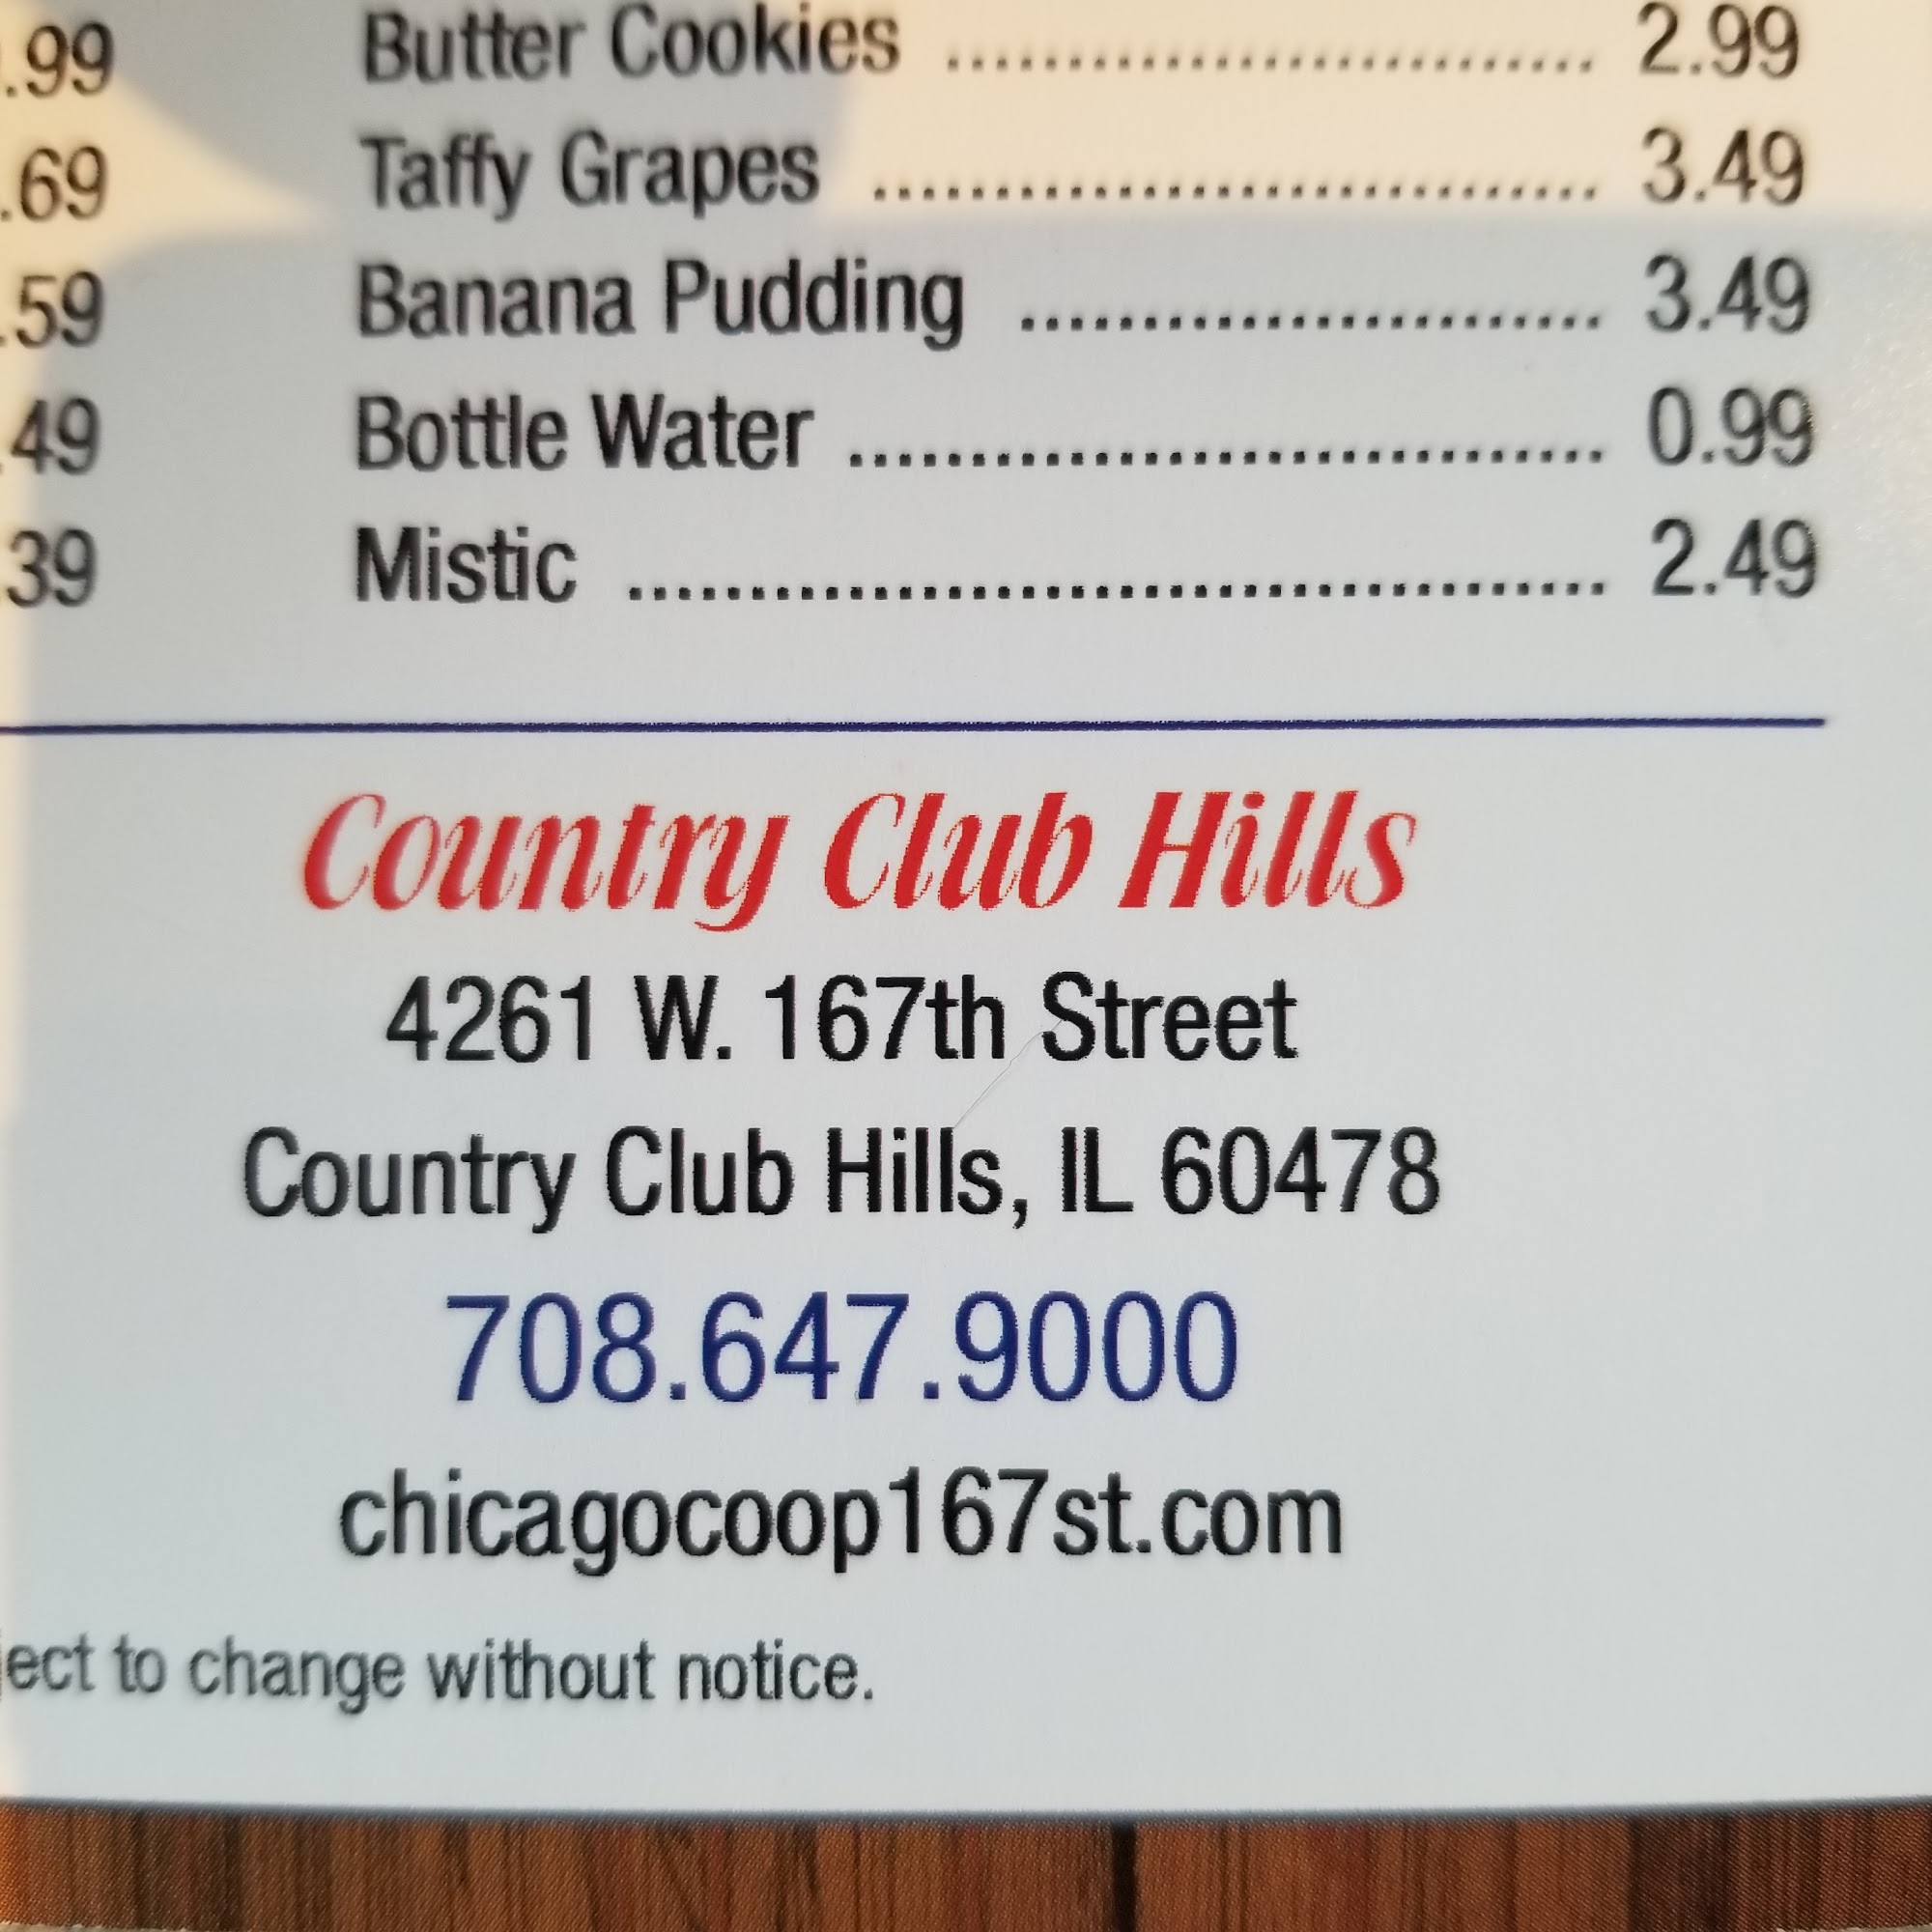 .99 Butter Cookies .......................... 2.99
.69 Taffy Grapes ............................. 3.49
.59 Banana Pudding ........................ 3.49
.49 Bottle Water ............................... 0.99
.39 Mistic ........................................ 2.49
Country Club Hills
4261 W. 167th Street
Country Club Hills, IL 60478
708.647.9000
chicagocoop167st.com
ect to change without notice.